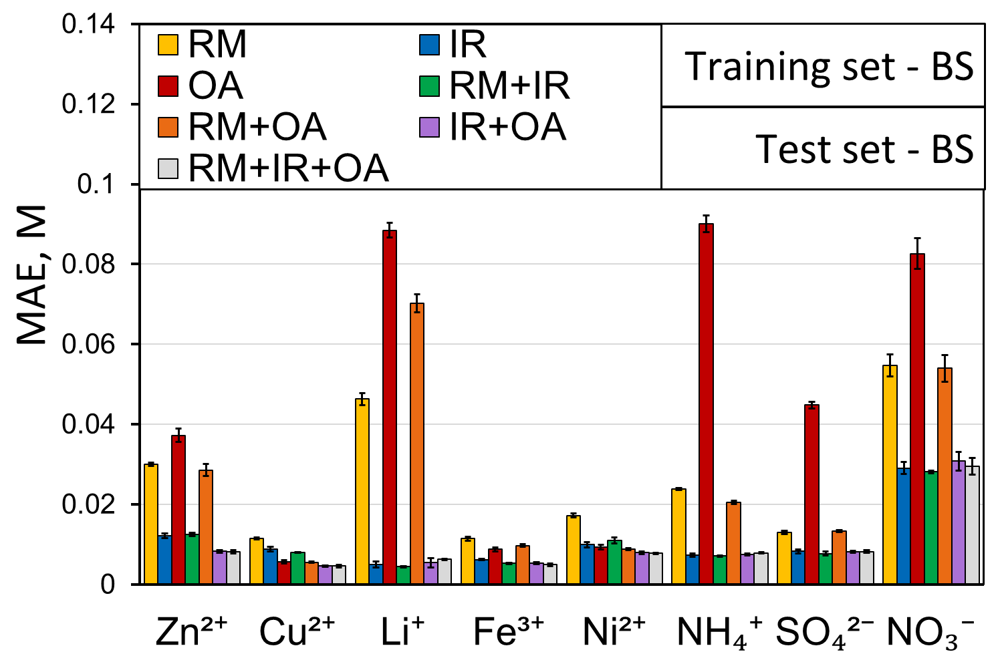 0.14
0.12
0.1
0.08
0.06
0.04
0.02
0
MAE, M
RM
IR
OA
RM+IR
RM+OA
IR+OA
RM+IR+OA
Training set - BS
Test set - BS
Zn²⁺ Cu²⁺ Li⁺ Fe³⁺ Ni²⁺ NH₄⁺ SO₄²⁻ NO₃⁻